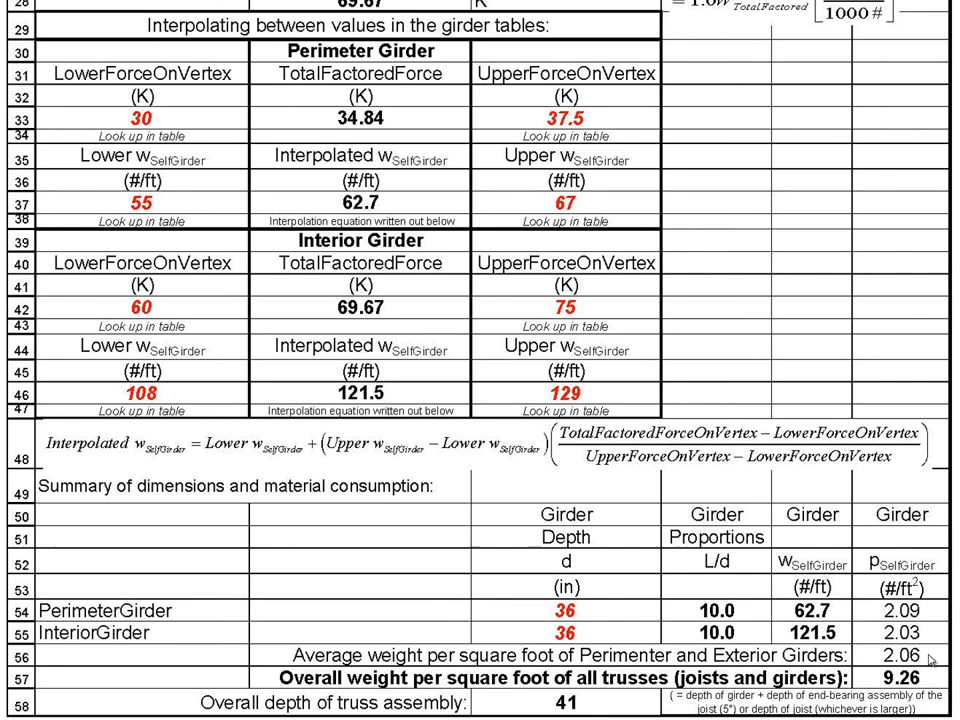 28 69.67 K = 1.6w TotalFactored [ 1000 # ]
29 Interpolating between values in the girder tables:
30 Perimeter Girder
31 LowerForceOnVertex TotalFactoredForce UpperForceOnVertex
32 (K) (K) (K)
33 30 34.84 37.5
34 Look up in table Look up in table
35 Lower wSelfGirder Interpolated wSelfGirder Upper wSelfGirder
36 (#/ft) (#/ft) (#/ft)
37 55 62.7 67
38 Look up in table Interpolation equation written out below Look up in table
39 Interior Girder
40 LowerForceOnVertex TotalFactoredForce UpperForceOnVertex
41 (K) (K) (K)
42 60 69.67 75
43 Look up in table Look up in table
44 Lower wSelfGirder Interpolated wSelfGirder Upper wSelfGirder
45 (#/ft) (#/ft) (#/ft)
46 108 121.5 129
47 Look up in table Interpolation equation written out below Look up in table
48 Interpolated wSelfGirder = Lower wSelfGirder + (Upper wSelfGirder − Lower wSelfGirder) (TotalFactoredForceOnVertex − LowerForceOnVertex
UpperForceOnVertex − LowerForceOnVertex)
49 Summary of dimensions and material consumption:
50 Girder Girder Girder Girder
51 Depth Proportions
52 d L/d wSelfGirder pSelfGirder
53 (in) (#/ft) (#/ft2)
54 PerimeterGirder 36 10.0 62.7 2.09
55 InteriorGirder 36 10.0 121.5 2.03
56 Average weight per square foot of Perimenter and Exterior Girders: 2.06
57 Overall weight per square foot of all trusses (joists and girders): 9.26
58 Overall depth of truss assembly: 41 ( = depth of girder + depth of end-bearing assembly of the
joist (5") or depth of joist (whichever is larger))